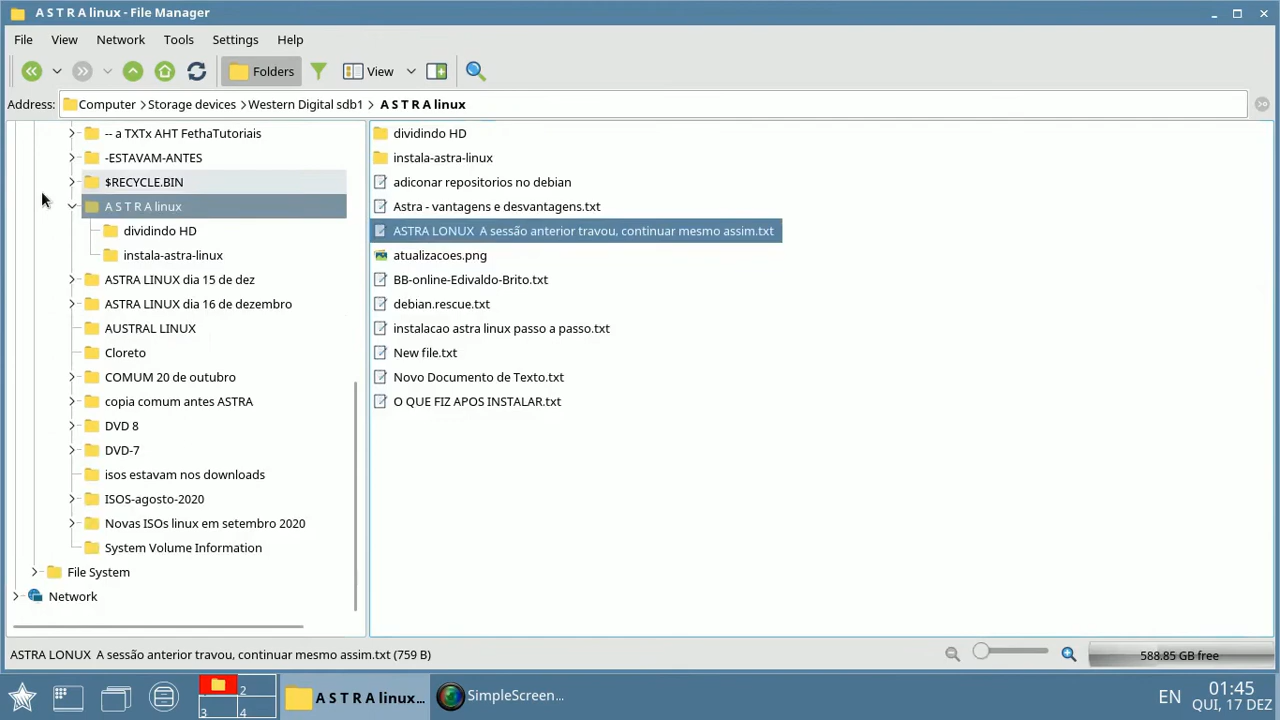 A S T R A linux - File Manager
File View Network Tools Settings Help
Folders View
Address: Computer Storage devices Western Digital sdb1 A S T R A linux
-- a TXTx AHT FethaTutoriais
-ESTAVAM-ANTES
$RECYCLE.BIN
A S T R A linux
dividindo HD
instala-astra-linux
ASTRA LINUX dia 15 de dez
ASTRA LINUX dia 16 de dezembro
AUSTRAL LINUX
Cloreto
COMUM 20 de outubro
copia comum antes ASTRA
DVD 8
DVD-7
isos estavam nos downloads
ISOS-agosto-2020
Novas ISOs linux em setembro 2020
System Volume Information
File System
Network
dividindo HD
instala-astra-linux
adiconar repositorios no debian
Astra - vantagens e desvantagens.txt
ASTRA LONUX  A sessão anterior travou, continuar mesmo assim.txt
atualizacoes.png
BB-online-Edivaldo-Brito.txt
debian.rescue.txt
instalacao astra linux passo a passo.txt
New file.txt
Novo Documento de Texto.txt
O QUE FIZ APOS INSTALAR.txt
ASTRA LONUX  A sessão anterior travou, continuar mesmo assim.txt (759 B)
588.85 GB free
2
3 4
A S T R A linux...
SimpleScreen...
EN
01:45
QUI, 17 DEZ